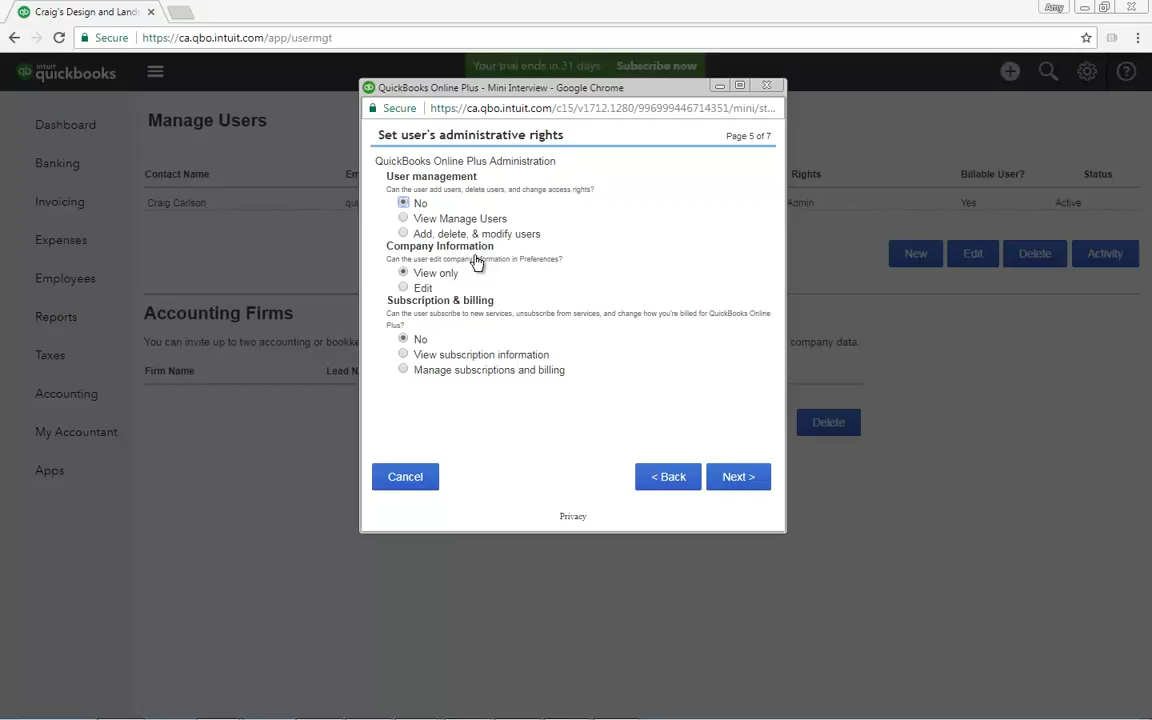 Craig's Design and Land
Amy
Secure https://ca.qbo.intuit.com/app/usermgt
intuit quickbooks
Your trial ends in 31 days Subscribe now
QuickBooks Online Plus - Mini Interview - Google Chrome
Secure https://ca.qbo.intuit.com/c15/v1712.1280/996999446714351/mini/st...
Dashboard
Banking
Invoicing
Expenses
Employees
Reports
Taxes
Accounting
My Accountant
Apps
Manage Users
Contact Name Em Rights Billable User? Status
Craig Carlson qui Admin Yes Active
New Edit Delete Activity
Accounting Firms
You can invite up to two accounting or bookke company data.
Firm Name Lead N
Delete
Set user's administrative rights Page 5 of 7
QuickBooks Online Plus Administration
User management
Can the user add users, delete users, and change access rights?
No
View Manage Users
Add, delete, & modify users
Company Information
Can the user edit company information in Preferences?
View only
Edit
Subscription & billing
Can the user subscribe to new services, unsubscribe from services, and change how you're billed for QuickBooks Online
Plus?
No
View subscription information
Manage subscriptions and billing
Cancel < Back Next >
Privacy